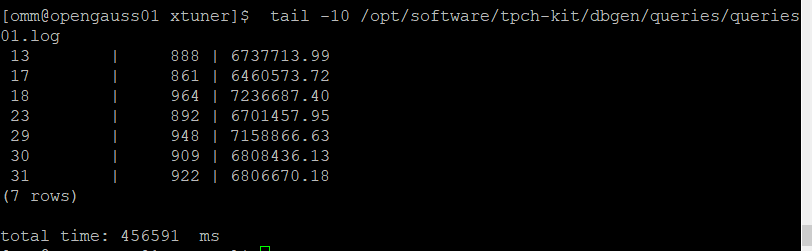 [omm@opengauss01 xtuner]$  tail -10 /opt/software/tpch-kit/dbgen/queries/queries
01.log
 13        |     888 | 6737713.99
 17        |     861 | 6460573.72
 18        |     964 | 7236687.40
 23        |     892 | 6701457.95
 29        |     948 | 7158866.63
 30        |     909 | 6808436.13
 31        |     922 | 6806670.18
(7 rows)
total time: 456591  ms